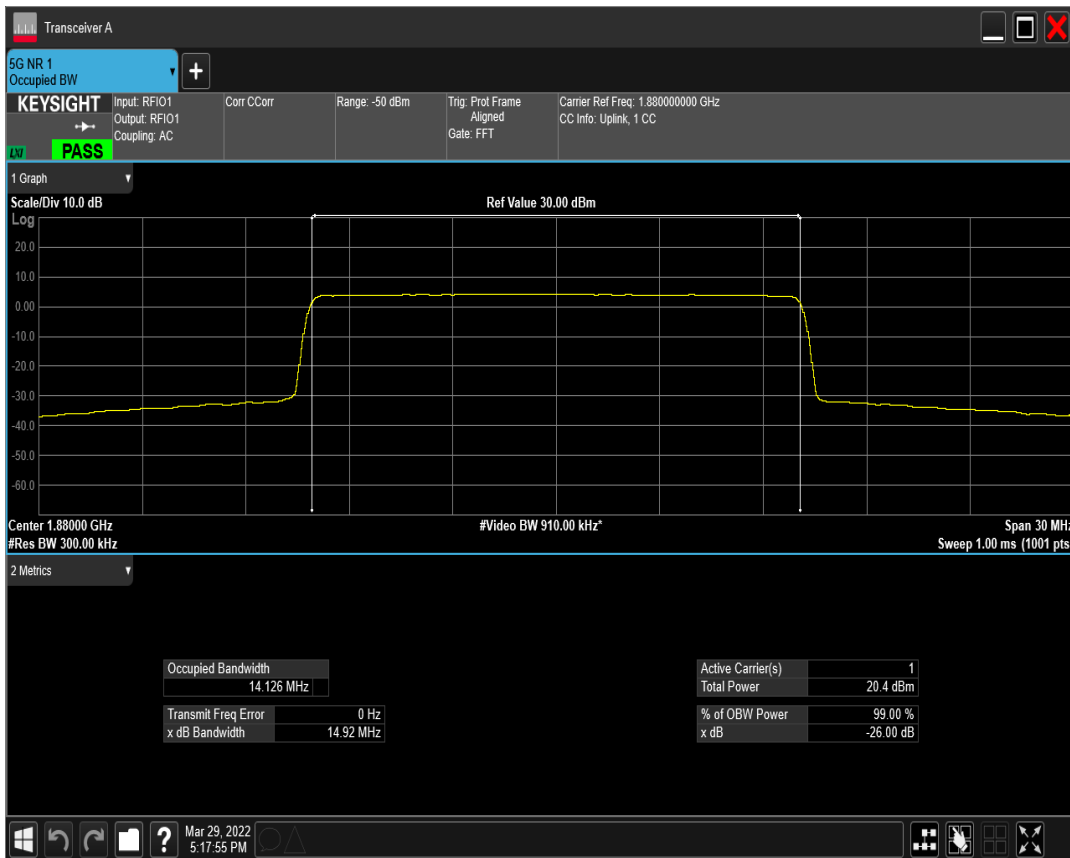 Transceiver A
5G NR 1
Occupied BW
+
KEYSIGHT
LXI
PASS
Input: RFIO1
Output: RFIO1
Coupling: AC
Corr CCorr
Range: -50 dBm
Trig: Prot Frame
Aligned
Gate: FFT
Carrier Ref Freq: 1.880000000 GHz
CC Info: Uplink, 1 CC
1 Graph
Scale/Div 10.0 dB
Ref Value 30.00 dBm
Log
20.0
10.0
0.00
-10.0
-20.0
-30.0
-40.0
-50.0
-60.0
Center 1.88000 GHz
#Video BW 910.00 kHz*
Span 30 MHz
#Res BW 300.00 kHz
Sweep 1.00 ms (1001 pts
2 Metrics
Occupied Bandwidth
14.126 MHz
Transmit Freq Error 0 Hz
x dB Bandwidth 14.92 MHz
Active Carrier(s) 1
Total Power 20.4 dBm
% of OBW Power 99.00 %
x dB -26.00 dB
?
Mar 29, 2022
5:17:55 PM